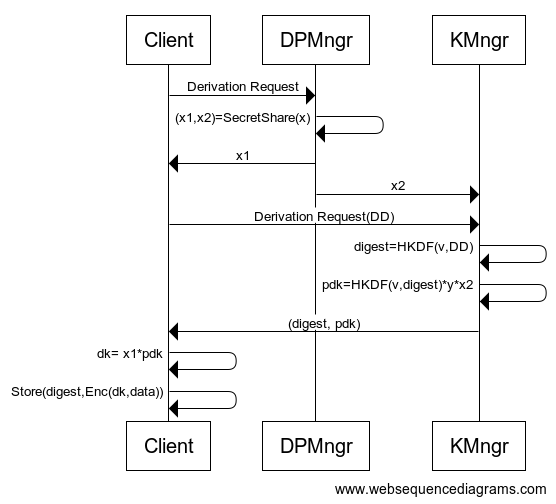 Client DPMngr KMngr
Derivation Request
(x1,x2)=SecretShare(x)
x1
x2
Derivation Request(DD)
digest=HKDF(v,DD)
pdk=HKDF(v,digest)*y*x2
(digest, pdk)
dk= x1*pdk
Store(digest,Enc(dk,data))
Client DPMngr KMngr
www.websequencediagrams.com